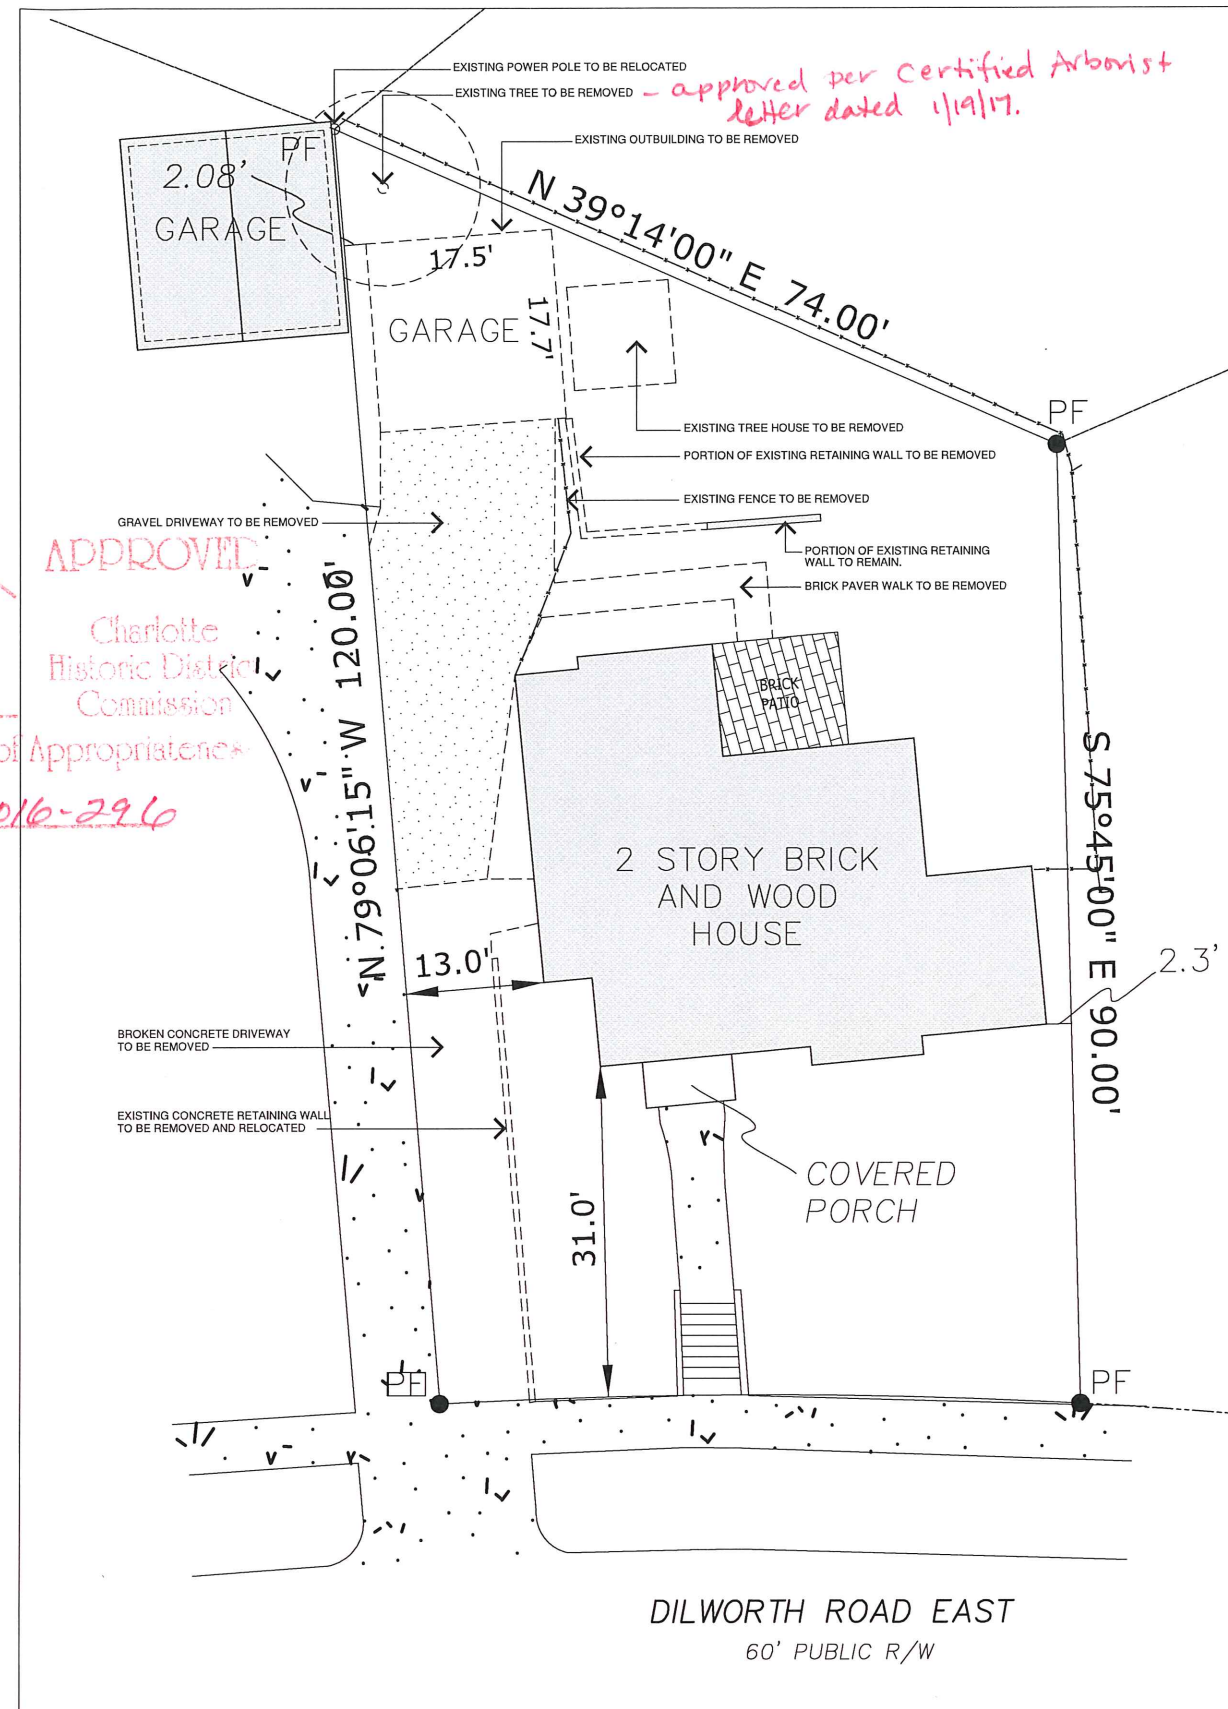 EXISTING POWER POLE TO BE RELOCATED
EXISTING TREE TO BE REMOVED - approved per Certified Arborist
letter dated 1/19/17.
EXISTING OUTBUILDING TO BE REMOVED
PF
2.08'
GARAGE
N 39°14'00" E 74.00'
17.5'
17.7'
GARAGE
PF
EXISTING TREE HOUSE TO BE REMOVED
PORTION OF EXISTING RETAINING WALL TO BE REMOVED
EXISTING FENCE TO BE REMOVED
GRAVEL DRIVEWAY TO BE REMOVED
PORTION OF EXISTING RETAINING
WALL TO REMAIN.
BRICK PAVER WALK TO BE REMOVED
APPROVED
Charlotte
Historic District
Commission
of Appropriateness
016-296
N 79°06'15" W 120.00'
BRICK
PATIO
S 75°45'00" E 90.00'
2 STORY BRICK
AND WOOD
HOUSE
13.0'
2.3'
BROKEN CONCRETE DRIVEWAY
TO BE REMOVED
EXISTING CONCRETE RETAINING WALL
TO BE REMOVED AND RELOCATED
31.0'
COVERED
PORCH
PF
PF
DILWORTH ROAD EAST
60' PUBLIC R/W